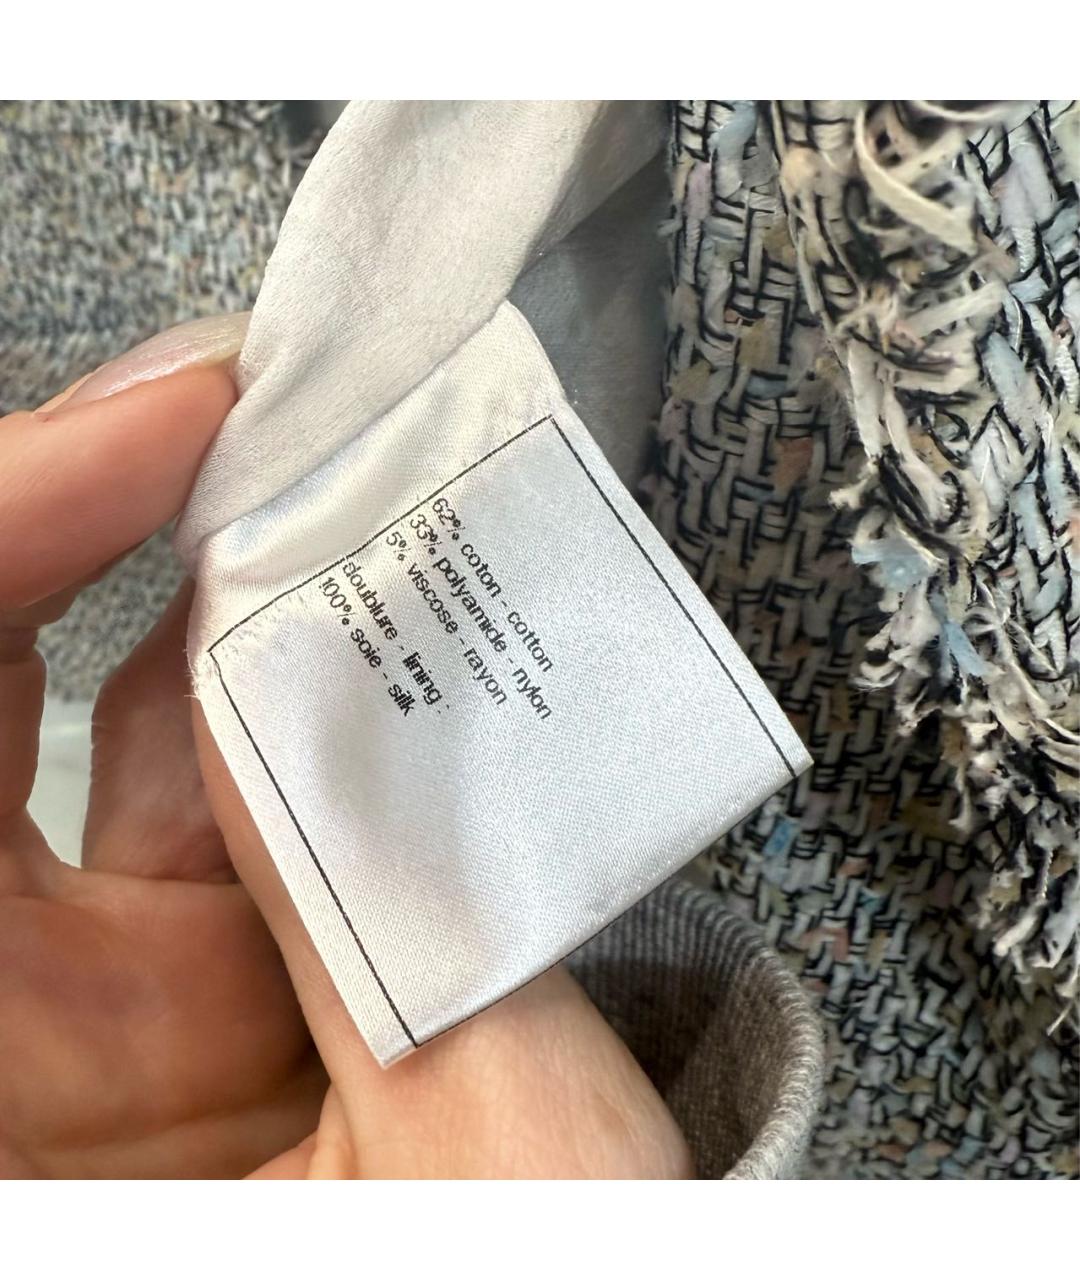 62% coton - cotton
33% polyamide - nylon
5% viscose - rayon
doublure - lining :
100% soie - silk